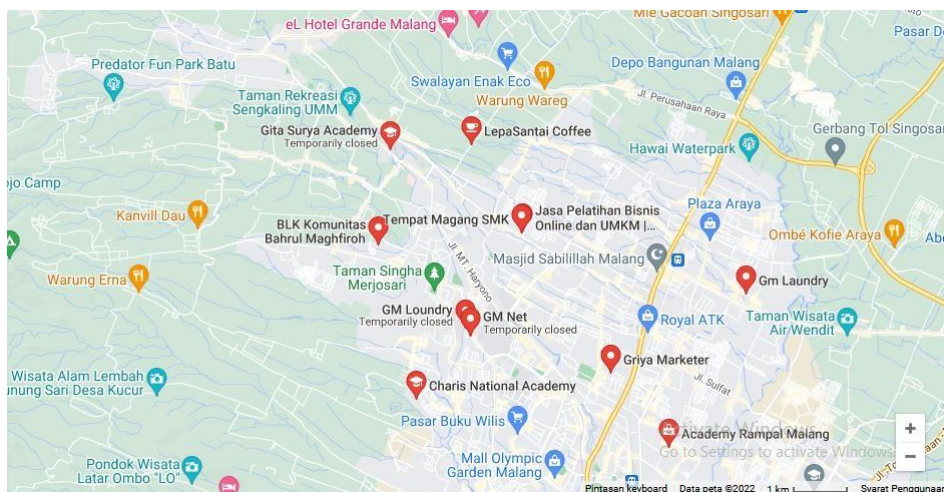 Mie Gacoan Singosari
eL Hotel Grande Malang
Pasar De
Predator Fun Park Batu
Swalayan Enak Eco
Depo Bangunan Malang
Taman Rekreasi
Sengkaling UMM
Warung Wareg
Jl. Perusahaan Raya
Gita Surya Academy
Temporarily closed
LepaSantai Coffee
Gerbang Tol Singosar
Hawai Waterpark
ojo Camp
Kanvill Dau
BLK Komunitas
Bahrul Maghfiroh
Tempat Magang SMK
Jasa Pelatihan Bisnis
Online dan UMKM |...
Plaza Araya
Ombé Kofie Araya
Abe
Jl. MT. Haryono
Masjid Sabilillah Malang
Warung Erna
Taman Singha
Merjosari
Gm Laundry
GM Loundry
Temporarily closed
GM Net
Temporarily closed
Royal ATK
Taman Wisata
Air Wendit
Griya Marketer
Wisata Alam Lembah
unung Sari Desa Kucur
Charis National Academy
Jl. Sulfat
Pasar Buku Wilis
Activate Windows
Academy Rampal Malang
Go to Settings to activate Windows.
Pondok Wisata
Latar Ombo "LO"
Mall Olympic
Garden Malang
+
−
Pintasan keyboard
Data peta ©2022
1 km
Syarat Penggunaan